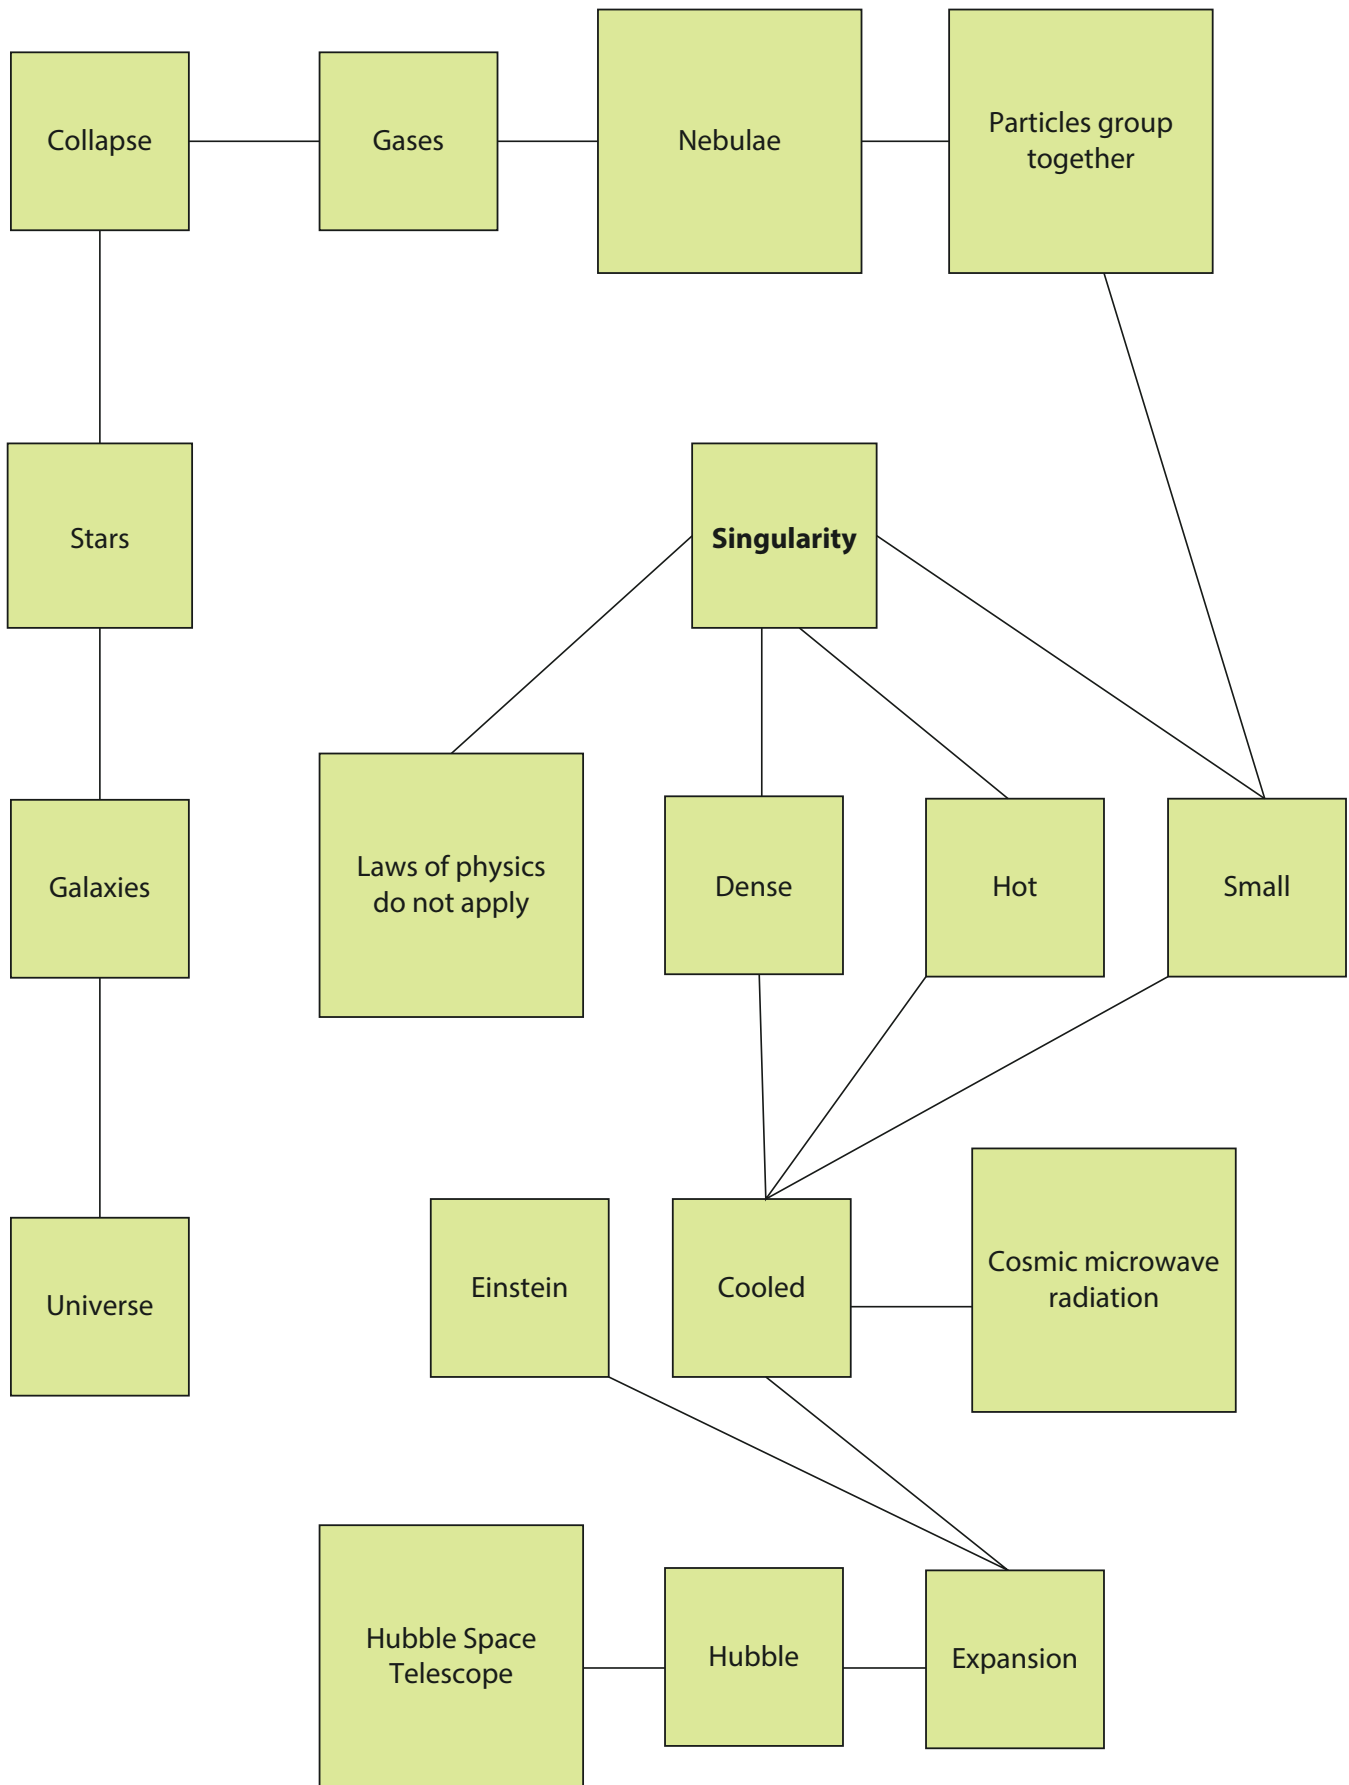 Collapse
Gases
Nebulae
Particles group
together
Stars
Singularity
Galaxies
Laws of physics
do not apply
Dense
Hot
Small
Universe
Einstein
Cooled
Cosmic microwave
radiation
Hubble Space
Telescope
Hubble
Expansion